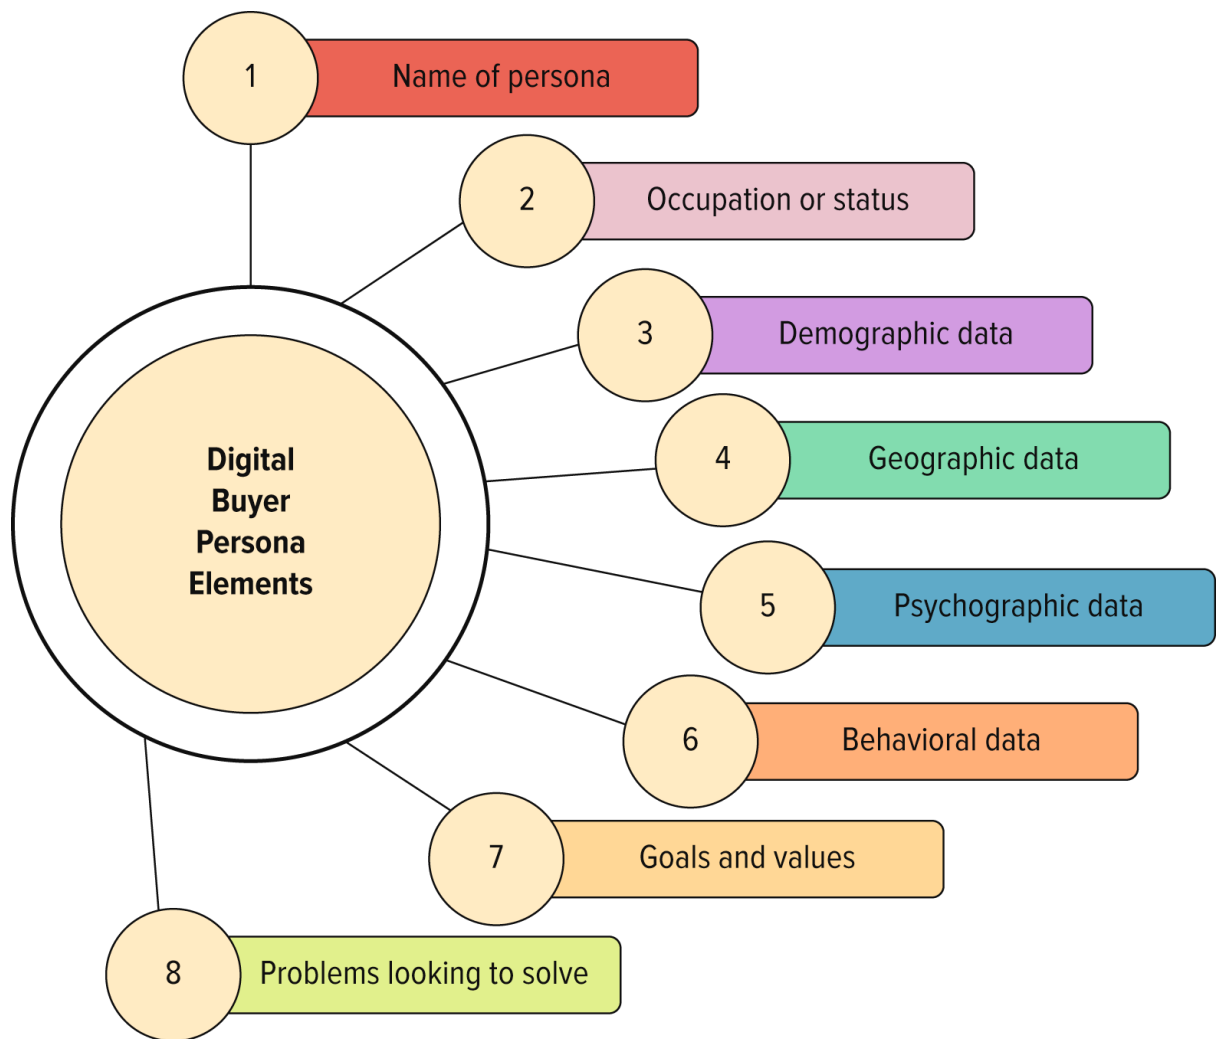 1
Name of persona
2
Occupation or status
3
Demographic data
4
Geographic data
Digital
Buyer
Persona
Elements
5
Psychographic data
6
Behavioral data
7
Goals and values
8
Problems looking to solve